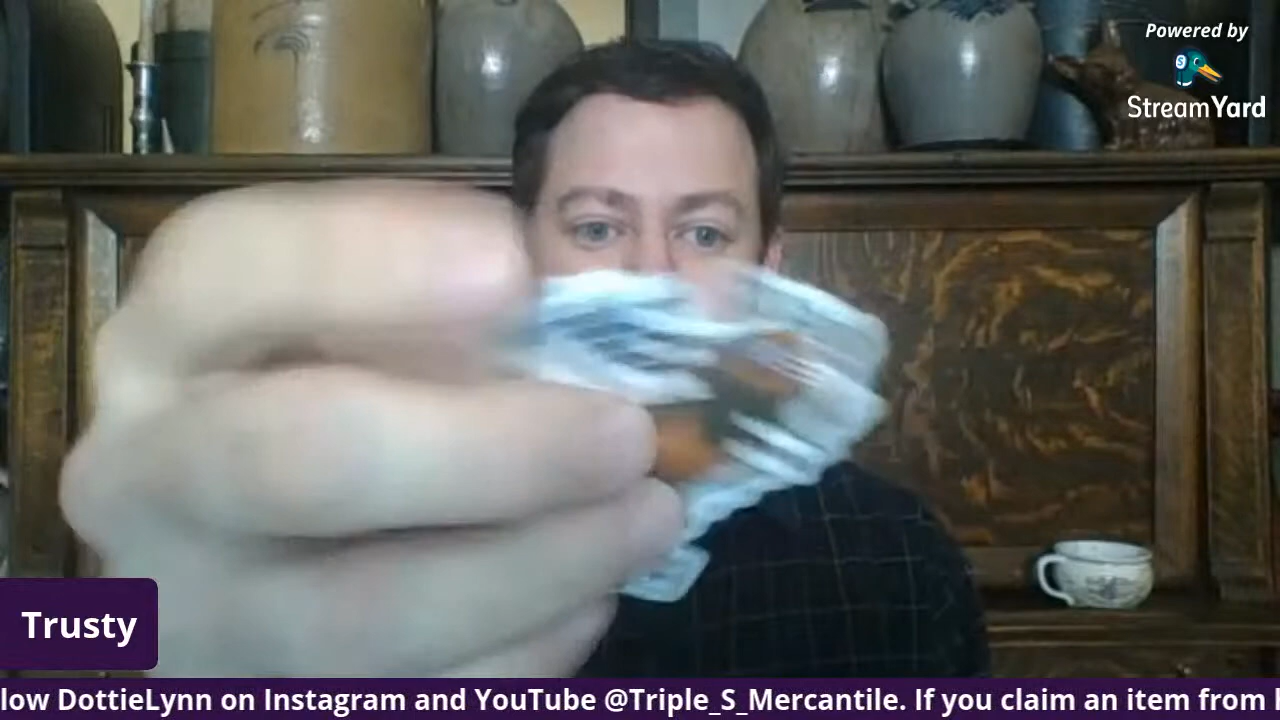 Powered by
StreamYard
Trusty
low DottieLynn on Instagram and YouTube @Triple_S_Mercantile. If you claim an item from